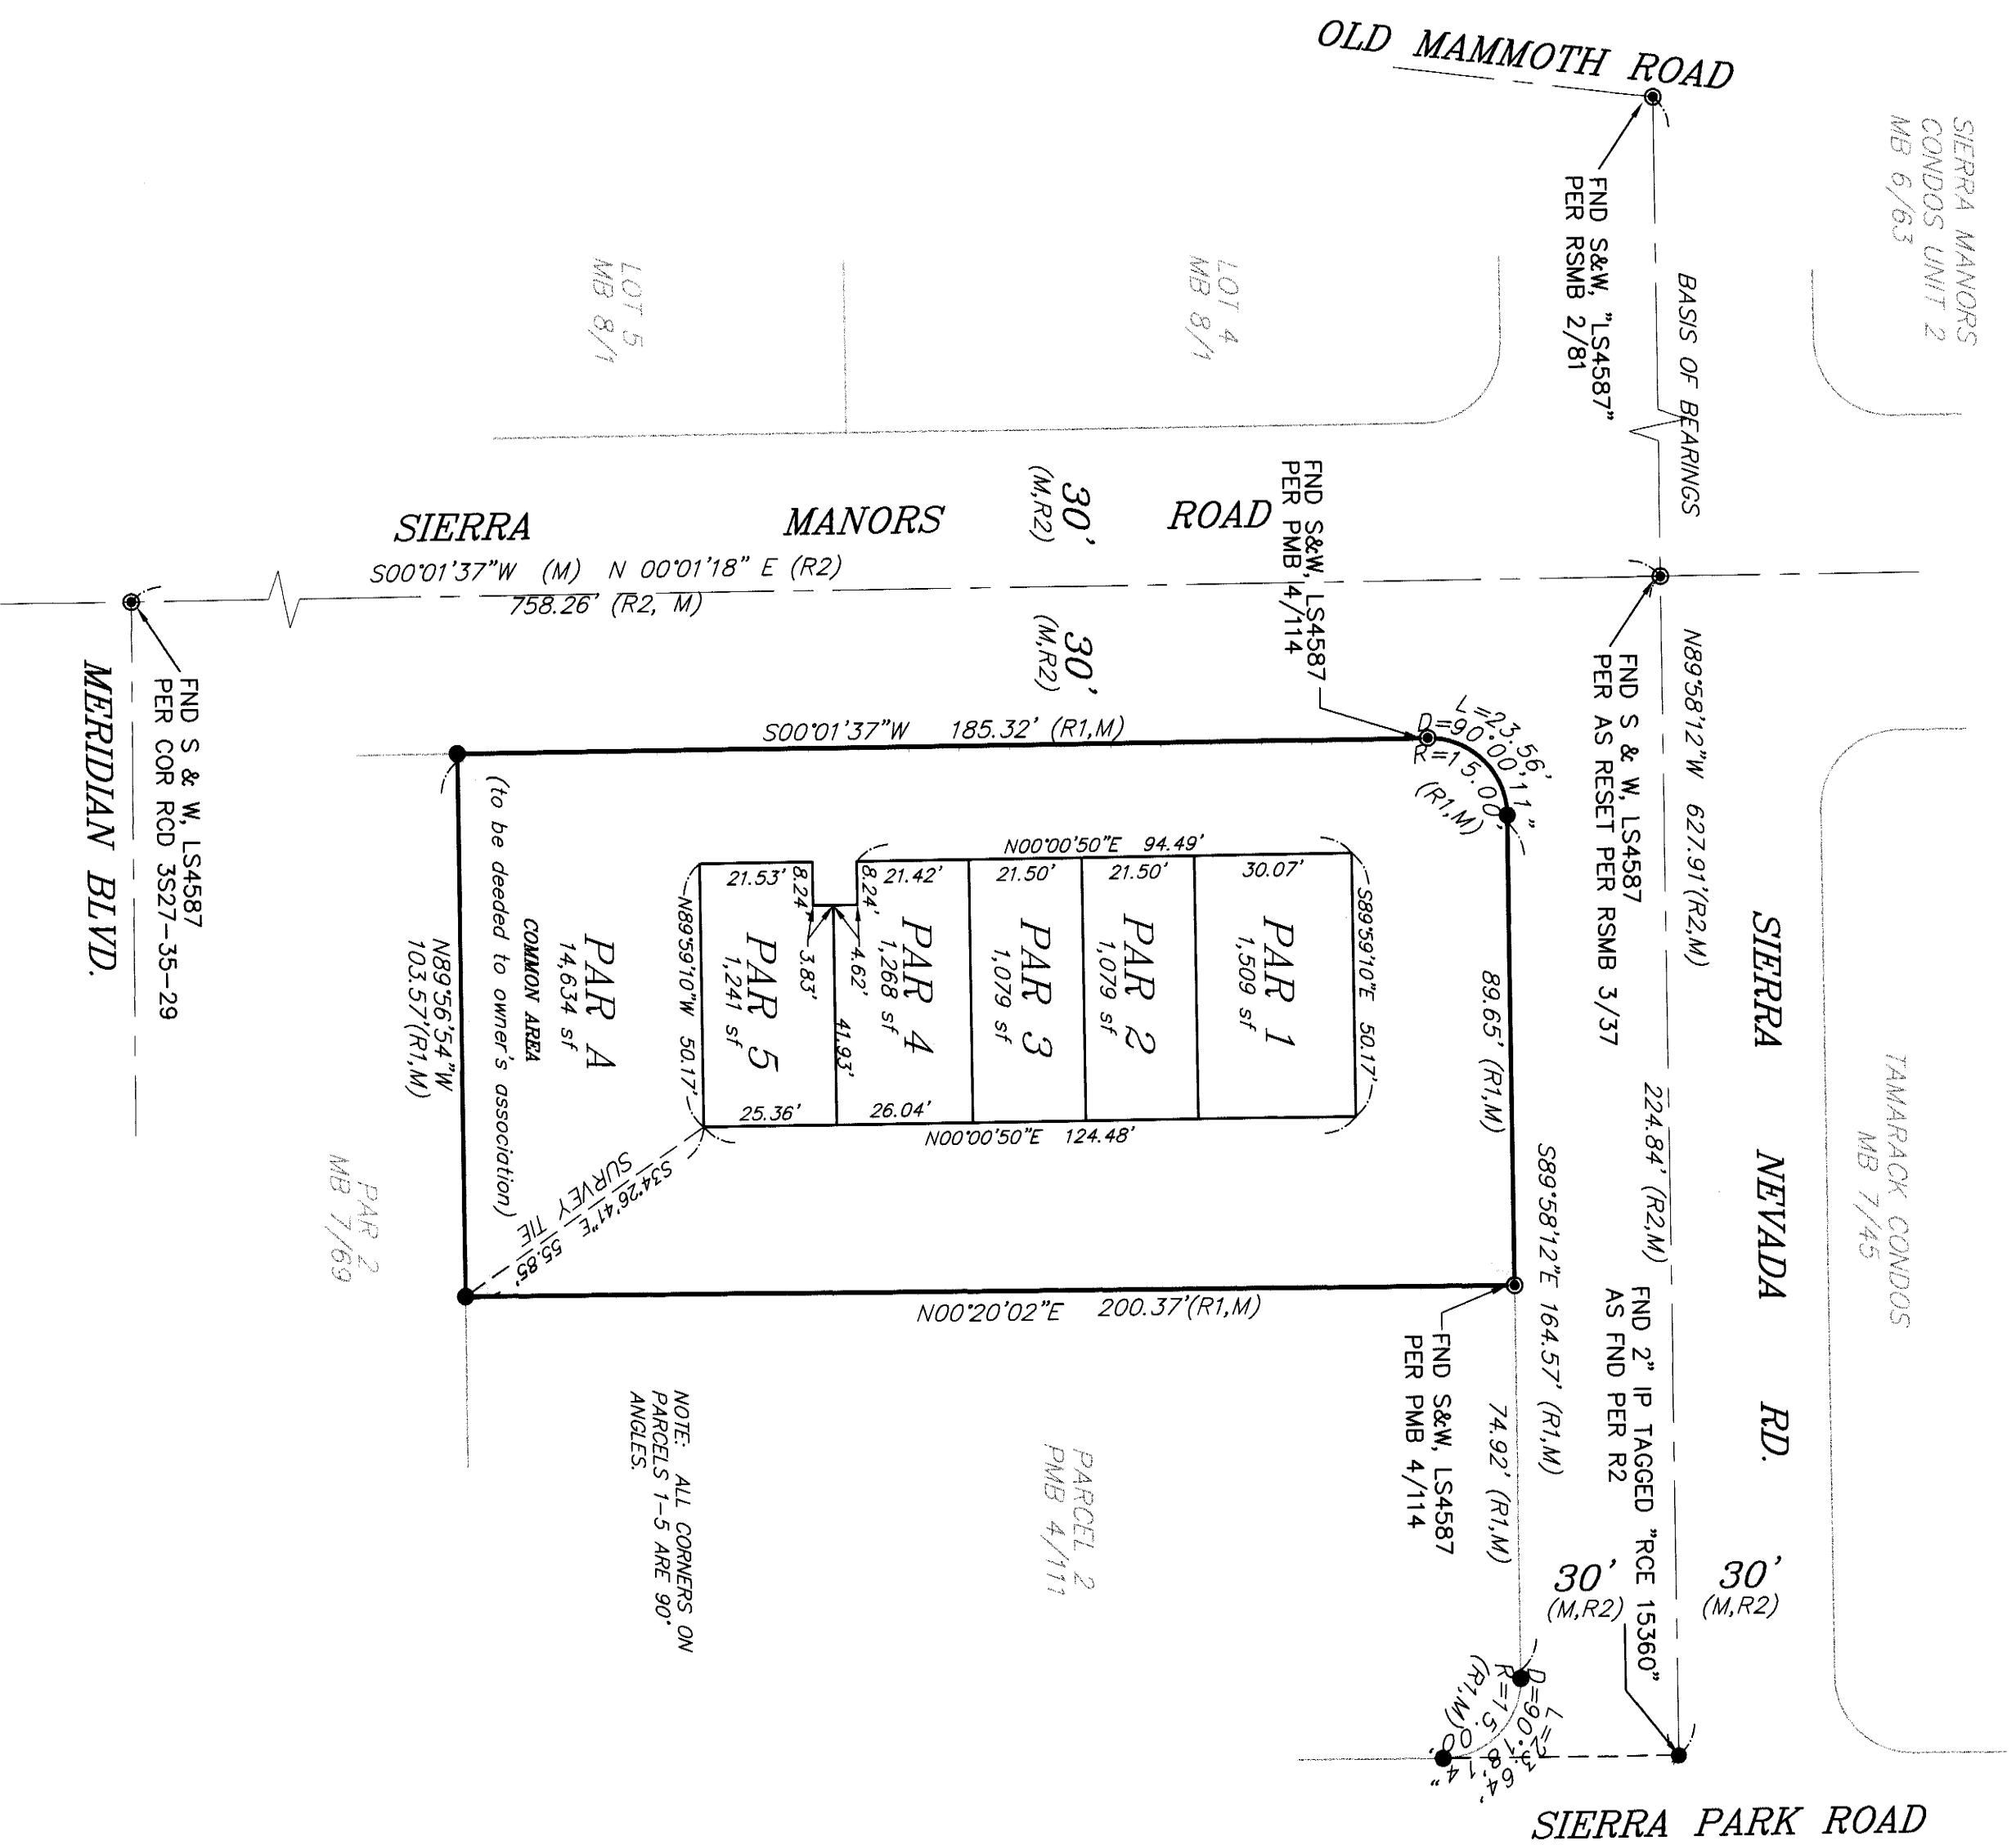 OLD MAMMOTH ROAD
SIERRA MANORS
CONDOS UNIT 2
MB 6/63
FND S&W, "LS4587"
PER RSMB 2/81
BASIS OF BEARINGS
LOT 5
MB 8/1
LOT 4
MB 8/1
SIERRA MANORS ROAD
30'
(M,R2)
S00°01'37"W (M) N 00°01'18" E (R2)
758.26' (R2, M)
30'
(M,R2)
FND S&W, LS4587
PER PMB 4/114
FND S & W, LS4587
PER AS RESET PER RSMB 3/37
N89°58'12"W 627.91'(R2,M)
224.84' (R2,M)
SIERRA NEVADA RD.
TAMARACK CONDOS
MB 7/45
MERIDIAN BLVD.
FND S & W, LS4587
PER COR RCD 3S27-35-29
S00°01'37"W 185.32' (R1,M)
L=23.56'
D=90°00'11"
R=15.00'
(R1,M)
89.65' (R1,M)
S89°58'12"E 164.57' (R1,M)
74.92' (R1,M)
N00°00'50"E 94.49'
21.53'
8.24'
8.24'
21.42'
21.50'
21.50'
30.07'
S89°59'10"E 50.17'
N89°59'10"W 50.17'
PAR 1
1,509 sf
PAR 2
1,079 sf
PAR 3
1,079 sf
PAR 4
1,268 sf
PAR 5
1,241 sf
3.83'
4.62'
41.93'
25.36'
26.04'
N00°00'50"E 124.48'
PAR A
14,634 sf
COMMON AREA
(to be deeded to owner's association)
N89°56'54"W
103.57'(R1,M)
S34°26'41"E 55.85'
SURVEY TIE
N00°20'02"E 200.37'(R1,M)
PAR 2
MB 7/69
FND S&W, LS4587
PER PMB 4/114
FND 2" IP TAGGED "RCE 15360"
AS FND PER R2
30'
(M,R2)
30'
(M,R2)
NOTE: ALL CORNERS ON
PARCELS 1-5 ARE 90°
ANGLES.
PARCEL 2
PMB 4/111
L=23.64'
D=90°18'14"
R=15.00'
(R1,M)
SIERRA PARK ROAD